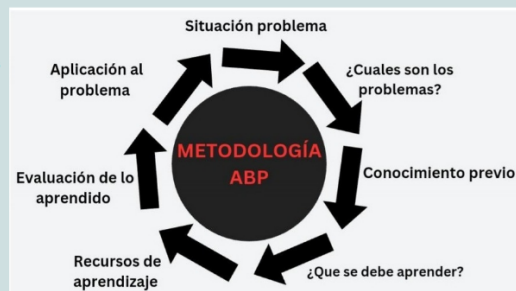 Situación problema
¿Cuales son los
problemas?
Conocimiento previo
¿Que se debe aprender?
Recursos de
aprendizaje
Evaluación de lo
aprendido
Aplicación al
problema
METODOLOGÍA
ABP